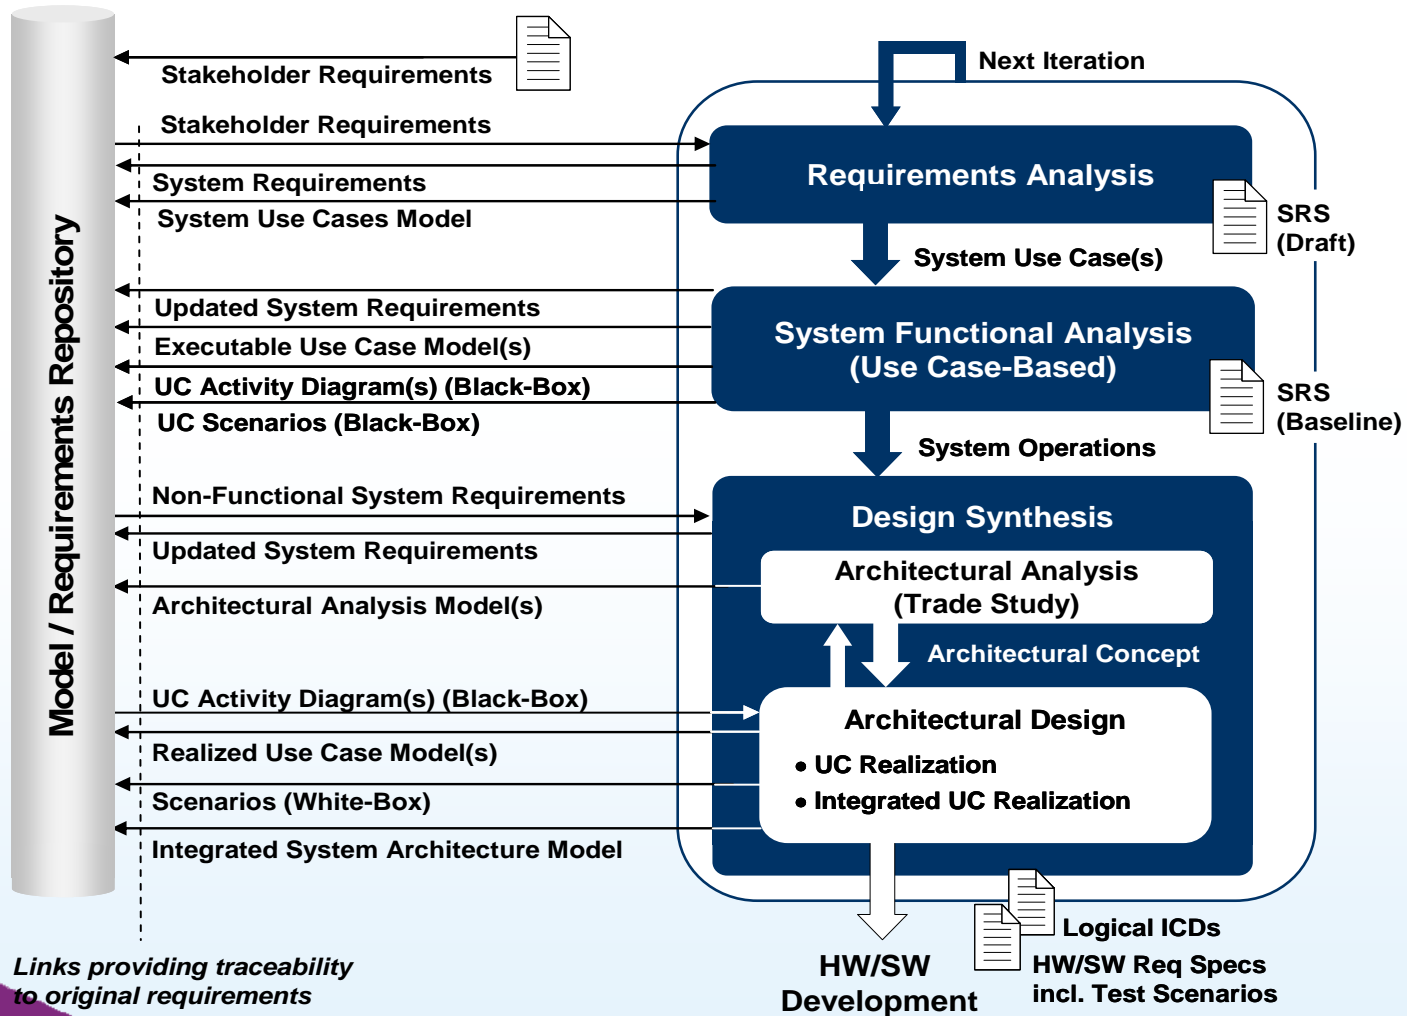 Stakeholder Requirements
Next Iteration
Stakeholder Requirements
Requirements Analysis
System Requirements
System Use Cases Model
SRS
(Draft)
System Use Case(s)
Model / Requirements Repository
Updated System Requirements
Executable Use Case Model(s)
UC Activity Diagram(s) (Black-Box)
UC Scenarios (Black-Box)
System Functional Analysis
(Use Case-Based)
SRS
(Baseline)
System Operations
Non-Functional System Requirements
Updated System Requirements
Architectural Analysis Model(s)
Design Synthesis
Architectural Analysis
(Trade Study)
Architectural Concept
UC Activity Diagram(s) (Black-Box)
Realized Use Case Model(s)
Scenarios (White-Box)
Integrated System Architecture Model
Architectural Design
• UC Realization
• Integrated UC Realization
Links providing traceability
to original requirements
HW/SW
Development
Logical ICDs
HW/SW Req Specs
incl. Test Scenarios